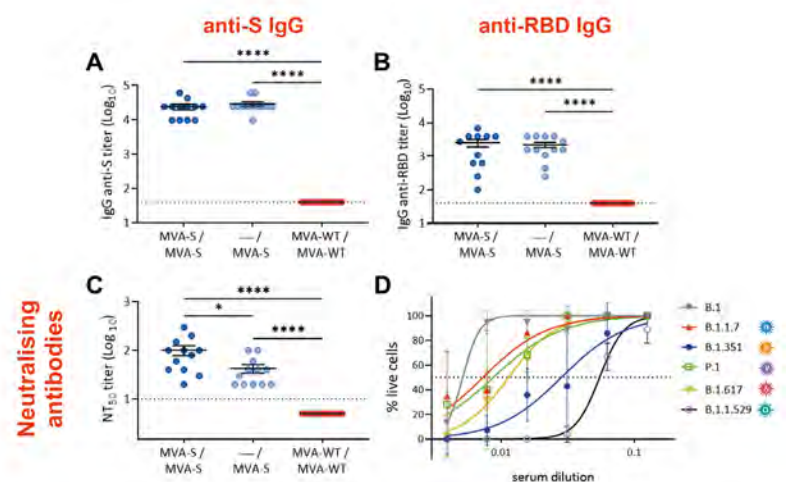 anti-S IgG
anti-RBD IgG
A
****
****
IgG anti-S titer (Log10)
5
4
3
2
1
MVA-S / MVA-S
— / MVA-S
MVA-WT / MVA-WT
B
****
****
IgG anti-RBD titer (Log10)
5
4
3
2
1
MVA-S / MVA-S
— / MVA-S
MVA-WT / MVA-WT
Neutralising antibodies
C
****
*
****
NT50 titer (Log 10)
3
2
1
MVA-S / MVA-S
— / MVA-S
MVA-WT / MVA-WT
D
% live cells
100
80
60
40
20
0
0.01
0.1
serum dilution
B.1
B.1.1.7
B.1.351
P.1
B.1.617
B.1.1.529